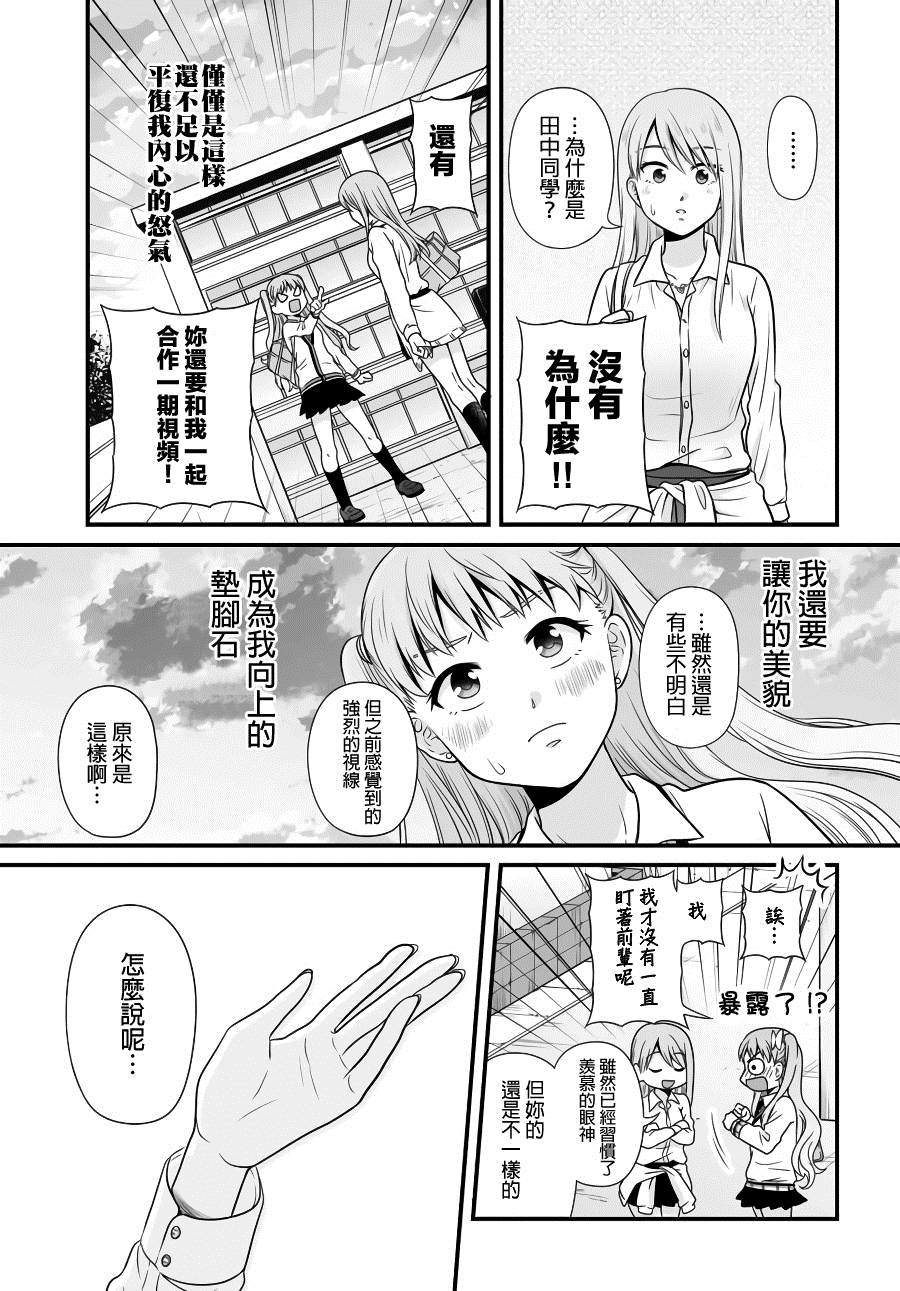 …
…為什麼是
田中同學？
沒有
為什麼!!
還有
僅僅是這樣
還不足以
平復我內心的怒氣
妳還要和我一起
合作一期視頻！
我還要
讓你的美貌
…雖然還是
有些不明白
成為我向上的
墊腳石
但之前感覺到的
強烈的視線
原來是
這樣啊…
誒…
我
我才沒有一直
盯著前輩呢
暴露了!?
雖然已經習慣了
羨慕的眼神
但妳的
還是不一樣的
怎麼說呢…